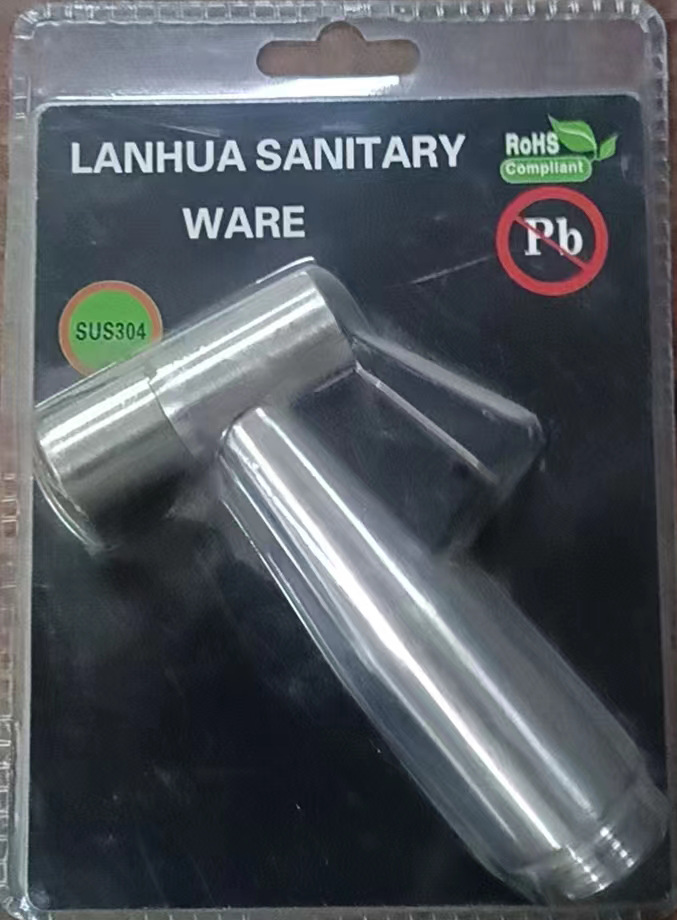 LANHUA SANITARY
WARE
RoHS
Compliant
Pb
SUS304